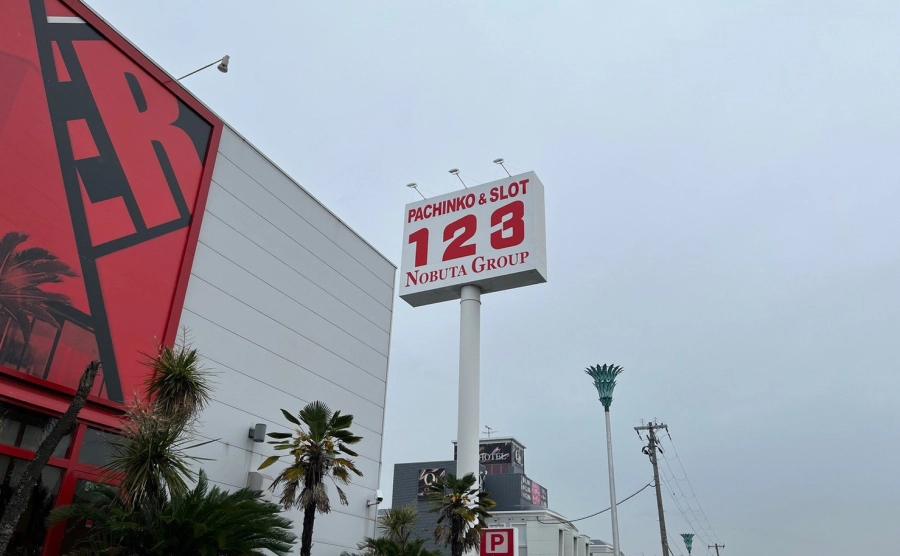 PACHINKO & SLOT
123
NOBUTA GROUP
HOTEL
P